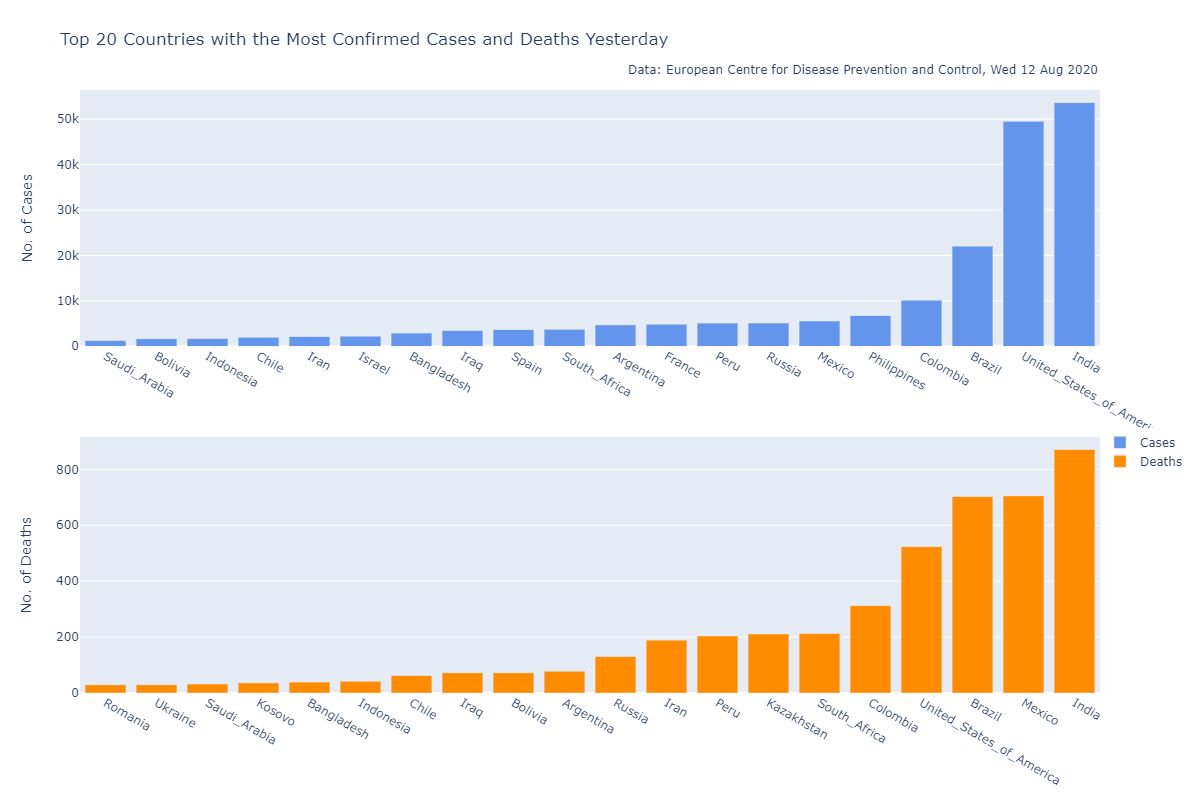 Top 20 Countries with the Most Confirmed Cases and Deaths Yesterday
Data: European Centre for Disease Prevention and Control, Wed 12 Aug 2020
No. of Cases
50k
40k
30k
20k
10k
0
Saudi_Arabia
Bolivia
Indonesia
Chile
Iran
Israel
Bangladesh
Iraq
Spain
South_Africa
Argentina
France
Peru
Russia
Mexico
Philippines
Colombia
Brazil
United_States_of_Ameri
India
Cases
Deaths
No. of Deaths
800
600
400
200
0
Romania
Ukraine
Saudi_Arabia
Kosovo
Bangladesh
Indonesia
Chile
Iraq
Bolivia
Argentina
Russia
Iran
Peru
Kazakhstan
South_Africa
Colombia
United_States_of_America
Brazil
Mexico
India